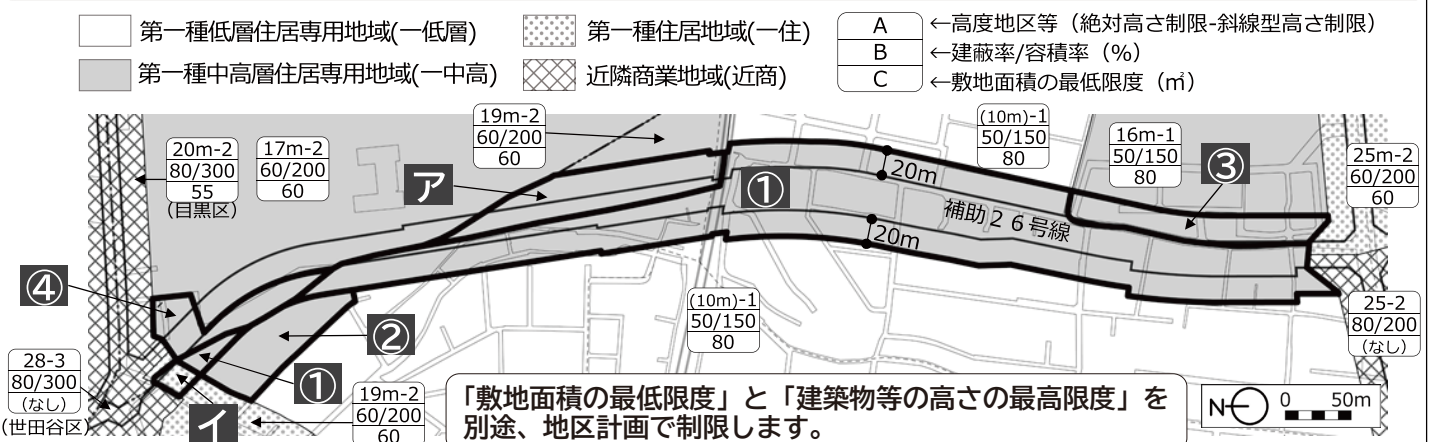 第一種低層住居専用地域(一低層)
第一種住居地域(一住)
第一種中高層住居専用地域(一中高)
近隣商業地域(近商)
A
B
C
←高度地区等（絶対高さ制限-斜線型高さ制限）
←建蔽率/容積率（%）
←敷地面積の最低限度（㎡）
20m-2
80/300
55
(目黒区)
17m-2
60/200
60
19m-2
60/200
60
(10m)-1
50/150
80
16m-1
50/150
80
25m-2
60/200
60
ア
①
③
20m
補助２６号線
20m
④
②
①
イ
(10m)-1
50/150
80
25-2
80/200
(なし)
28-3
80/300
(なし)
(世田谷区)
19m-2
60/200
60
「敷地面積の最低限度」と「建築物等の高さの最高限度」を
別途、地区計画で制限します。
N
0 50m